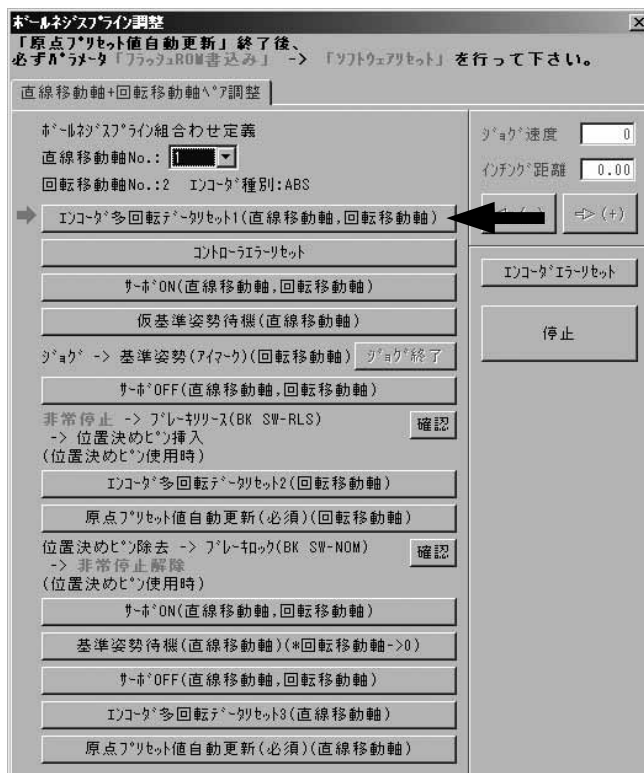 ﾎﾞｰﾙﾈｼﾞｽﾌﾟﾗｲﾝ調整
「原点ﾌﾟﾘｾｯﾄ値自動更新」終了後、
必ずﾊﾟﾗﾒｰﾀ「ﾌﾗｯｼｭROM書込み」 -> 「ｿﾌﾄｳｪｱﾘｾｯﾄ」を行って下さい。
直線移動軸+回転移動軸ﾍﾟｱ調整
ﾎﾞｰﾙﾈｼﾞｽﾌﾟﾗｲﾝ組合わせ定義
直線移動軸No.: 1
回転移動軸No.:2 ｴﾝｺｰﾀﾞ種別:ABS
ｴﾝｺｰﾀﾞ多回転ﾃﾞｰﾀﾘｾｯﾄ1(直線移動軸,回転移動軸)
ｺﾝﾄﾛｰﾗｴﾗｰﾘｾｯﾄ
ｻｰﾎﾞON(直線移動軸,回転移動軸)
仮基準姿勢待機(直線移動軸)
ｼﾞｮｸﾞ -> 基準姿勢(ｱｲﾏｰｸ)(回転移動軸) ｼﾞｮｸﾞ終了
ｻｰﾎﾞOFF(直線移動軸,回転移動軸)
非常停止 -> ﾌﾞﾚｰｷﾘﾘｰｽ(BK SW-RLS) 確認
-> 位置決めﾋﾟﾝ挿入
(位置決めﾋﾟﾝ使用時)
ｴﾝｺｰﾀﾞ多回転ﾃﾞｰﾀﾘｾｯﾄ2(回転移動軸)
原点ﾌﾟﾘｾｯﾄ値自動更新(必須)(回転移動軸)
位置決めﾋﾟﾝ除去 -> ﾌﾞﾚｰｷﾛｯｸ(BK SW-NOM) 確認
-> 非常停止解除
(位置決めﾋﾟﾝ使用時)
ｻｰﾎﾞON(直線移動軸,回転移動軸)
基準姿勢待機(直線移動軸)(*回転移動軸->0)
ｻｰﾎﾞOFF(直線移動軸,回転移動軸)
ｴﾝｺｰﾀﾞ多回転ﾃﾞｰﾀﾘｾｯﾄ3(直線移動軸)
原点ﾌﾟﾘｾｯﾄ値自動更新(必須)(直線移動軸)
ｼﾞｮｸﾞ速度 0
ｲﾝﾁﾝｸﾞ距離 0.00
(+)
ｴﾝｺｰﾀﾞｴﾗｰﾘｾｯﾄ
停止